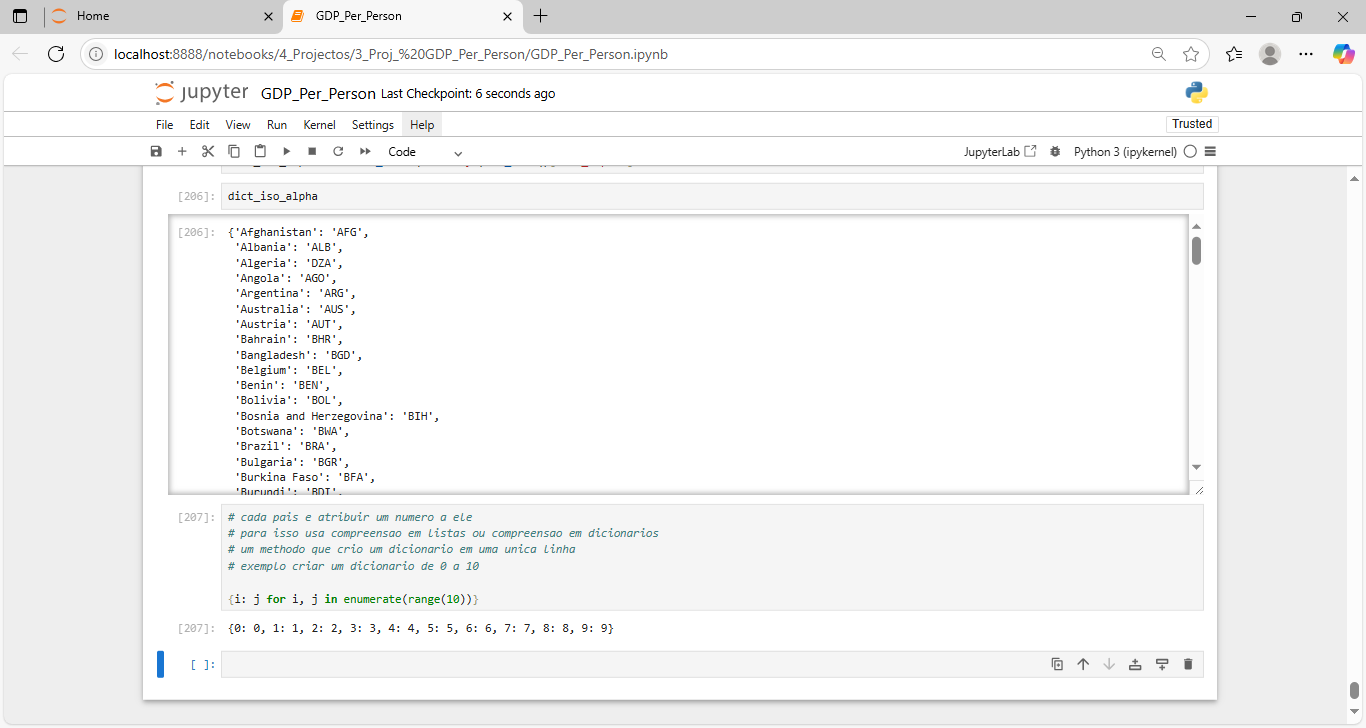 Home
GDP_Per_Person
localhost:8888/notebooks/4_Projectos/3_Proj_%20GDP_Per_Person/GDP_Per_Person.ipynb
jupyter GDP_Per_Person Last Checkpoint: 6 seconds ago
File Edit View Run Kernel Settings Help
Trusted
Code
JupyterLab
Python 3 (ipykernel)
[206]: dict_iso_alpha
[206]: {'Afghanistan': 'AFG',
'Albania': 'ALB',
'Algeria': 'DZA',
'Angola': 'AGO',
'Argentina': 'ARG',
'Australia': 'AUS',
'Austria': 'AUT',
'Bahrain': 'BHR',
'Bangladesh': 'BGD',
'Belgium': 'BEL',
'Benin': 'BEN',
'Bolivia': 'BOL',
'Bosnia and Herzegovina': 'BIH',
'Botswana': 'BWA',
'Brazil': 'BRA',
'Bulgaria': 'BGR',
'Burkina Faso': 'BFA',
'Burundi': 'BDI',
[207]: # cada pais e atribuir um numero a ele
# para isso usa compreensao em listas ou compreensao em dicionarios
# um methodo que crio um dicionario em uma unica linha
# exemplo criar um dicionario de 0 a 10
{i: j for i, j in enumerate(range(10))}
[207]: {0: 0, 1: 1, 2: 2, 3: 3, 4: 4, 5: 5, 6: 6, 7: 7, 8: 8, 9: 9}
[ ]: